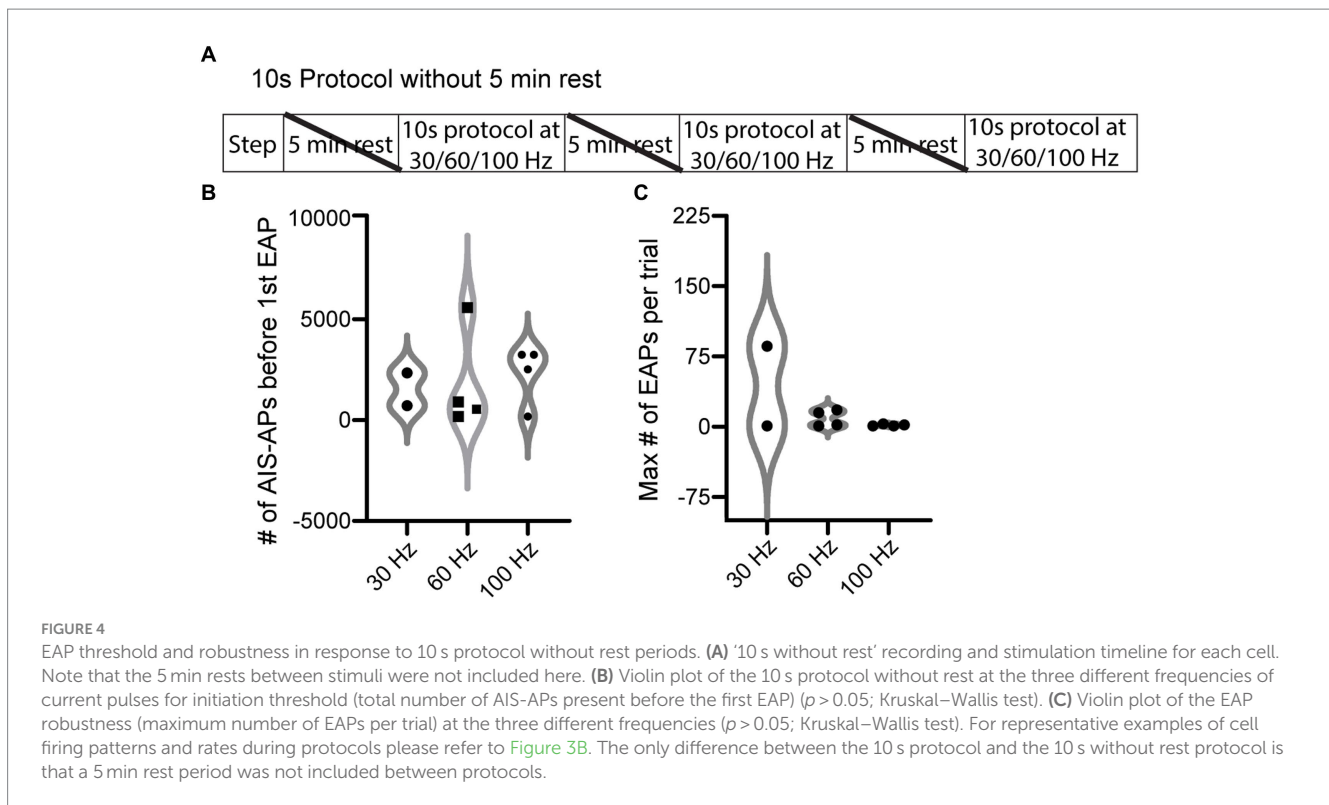 A
10s Protocol without 5 min rest
Step
5 min rest
10s protocol at
30/60/100 Hz
5 min rest
10s protocol at
30/60/100 Hz
5 min rest
10s protocol at
30/60/100 Hz
B
# of AIS-APs before 1st EAP
10000
5000
0
-5000
30 Hz
60 Hz
100 Hz
C
Max # of EAPs per trial
225
150
75
0
-75
30 Hz
60 Hz
100 Hz
FIGURE 4
EAP threshold and robustness in response to 10 s protocol without rest periods. (A) '10 s without rest' recording and stimulation timeline for each cell.
Note that the 5 min rests between stimuli were not included here. (B) Violin plot of the 10 s protocol without rest at the three different frequencies of
current pulses for initiation threshold (total number of AIS-APs present before the first EAP) (p > 0.05; Kruskal–Wallis test). (C) Violin plot of the EAP
robustness (maximum number of EAPs per trial) at the three different frequencies (p > 0.05; Kruskal–Wallis test). For representative examples of cell
firing patterns and rates during protocols please refer to Figure 3B. The only difference between the 10 s protocol and the 10 s without rest protocol is
that a 5 min rest period was not included between protocols.